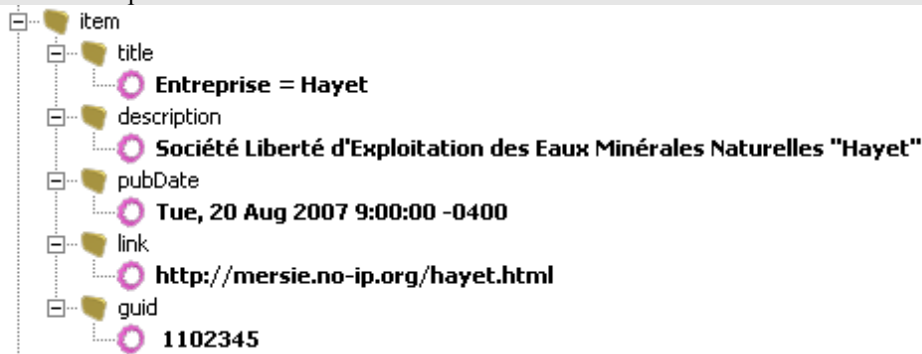 item
title
Entreprise = Hayet
description
Société Liberté d'Exploitation des Eaux Minérales Naturelles "Hayet"
pubDate
Tue, 20 Aug 2007 9:00:00 -0400
link
http://mersie.no-ip.org/hayet.html
guid
1102345